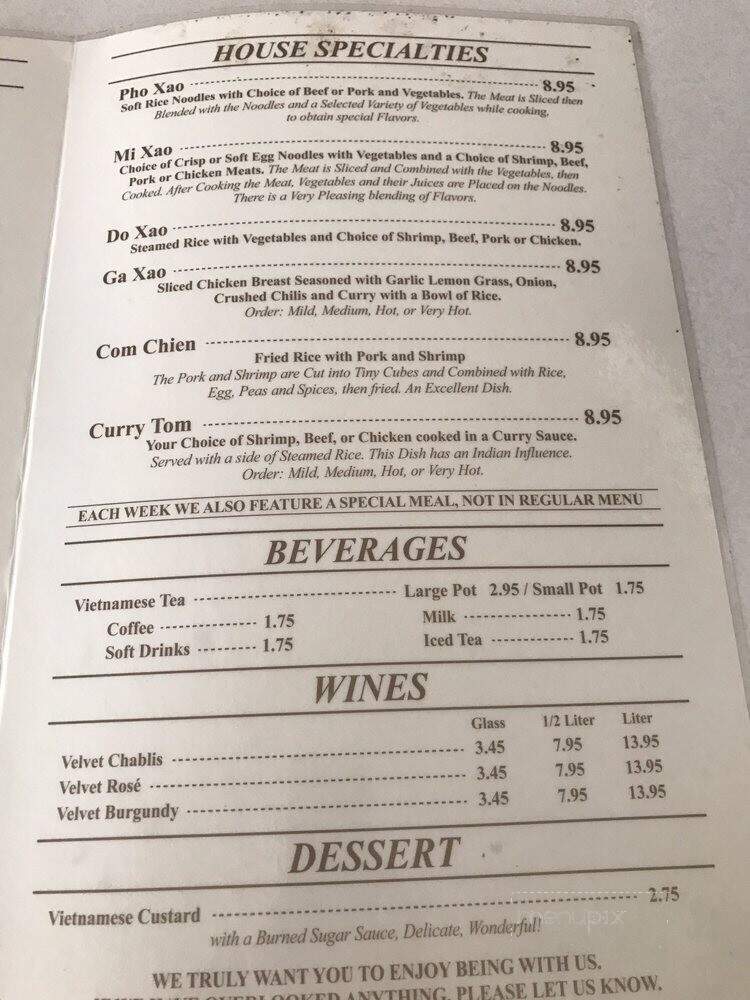 HOUSE SPECIALTIES
Pho Xao 8.95
Soft Rice Noodles with Choice of Beef or Pork and Vegetables. The Meat is Sliced then
Blended with the Noodles and a Selected Variety of Vegetables while cooking,
to obtain special Flavors.
Mi Xao 8.95
Choice of Crisp or Soft Egg Noodles with Vegetables and a Choice of Shrimp, Beef,
Pork or Chicken Meats. The Meat is Sliced and Combined with the Vegetables, then
Cooked. After Cooking the Meat, Vegetables and their Juices are Placed on the Noodles.
There is a Very Pleasing blending of Flavors.
Do Xao 8.95
Steamed Rice with Vegetables and Choice of Shrimp, Beef, Pork or Chicken.
Ga Xao 8.95
Sliced Chicken Breast Seasoned with Garlic Lemon Grass, Onion,
Crushed Chilis and Curry with a Bowl of Rice.
Order: Mild, Medium, Hot, or Very Hot.
Com Chien 8.95
Fried Rice with Pork and Shrimp
The Pork and Shrimp are Cut into Tiny Cubes and Combined with Rice,
Egg, Peas and Spices, then fried. An Excellent Dish.
Curry Tom 8.95
Your Choice of Shrimp, Beef, or Chicken cooked in a Curry Sauce.
Served with a side of Steamed Rice. This Dish has an Indian Influence.
Order: Mild, Medium, Hot, or Very Hot.
EACH WEEK WE ALSO FEATURE A SPECIAL MEAL, NOT IN REGULAR MENU
BEVERAGES
Vietnamese Tea Large Pot 2.95 / Small Pot 1.75
Coffee 1.75 Milk 1.75
Soft Drinks 1.75 Iced Tea 1.75
WINES
Glass 1/2 Liter Liter
Velvet Chablis 3.45 7.95 13.95
Velvet Rosé 3.45 7.95 13.95
Velvet Burgundy 3.45 7.95 13.95
DESSERT
Vietnamese Custard 2.75
with a Burned Sugar Sauce, Delicate, Wonderful!
menupix
WE TRULY WANT YOU TO ENJOY BEING WITH US.
OVERLOOKED ANYTHING, PLEASE LET US KNOW.